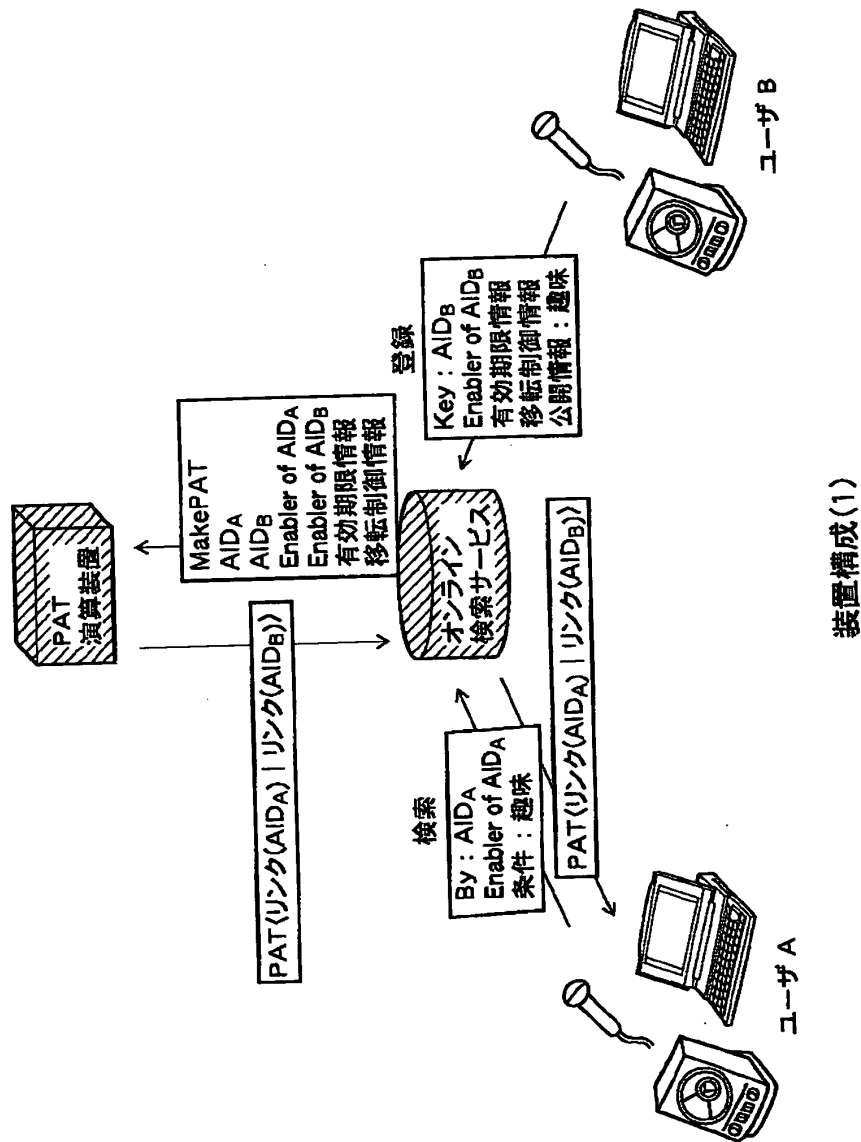 PAT
演算装置
MakePAT
AIDA
AIDB
Enabler of AIDA
Enabler of AIDB
有効期限情報
移転制御情報
PAT〈リンク(AIDA) | リンク(AIDB)〉
オンライン
検索サービス
登録
Key : AIDB
Enabler of AIDB
有効期限情報
移転制御情報
公開情報 : 趣味
検索
By : AIDA
Enabler of AIDA
条件 : 趣味
PAT〈リンク(AIDA) | リンク(AIDB)〉
ユーザ A
ユーザ B
装置構成(1)